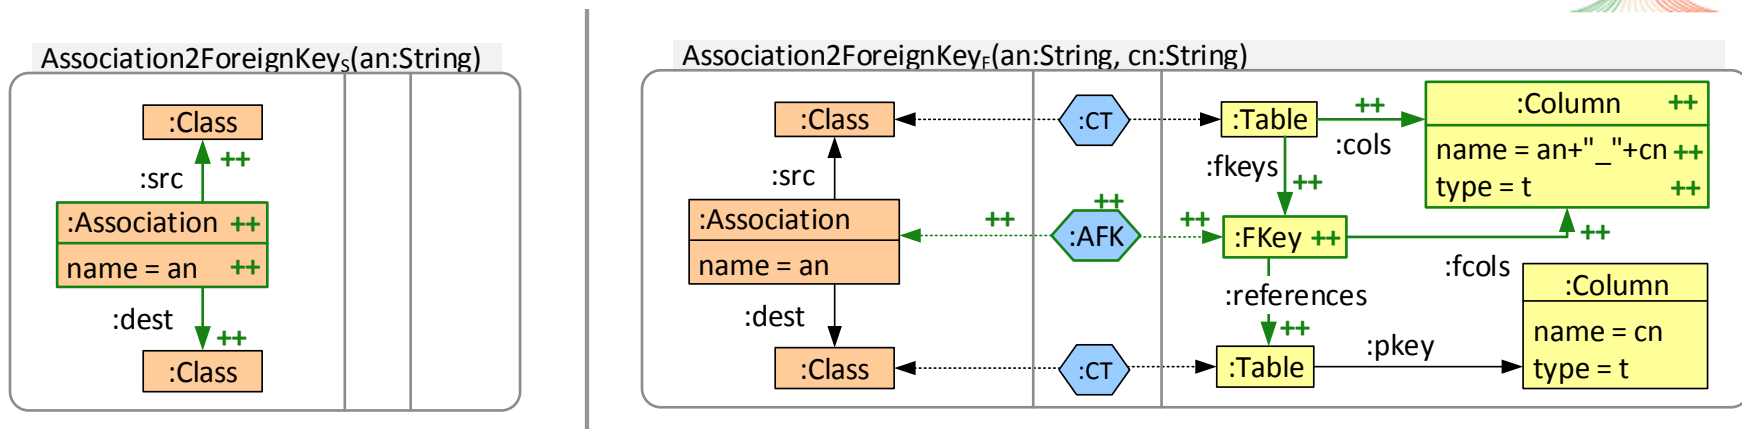 Association2ForeignKeyS(an:String)
:Class
++
:src
:Association ++
name = an ++
:dest
++
:Class
Association2ForeignKeyF(an:String, cn:String)
:Class
:CT
:Table
++
:cols
:Column ++
name = an+"_"+cn ++
type = t ++
:src
:fkeys
++
:Association
name = an
++
++
:AFK
++
:FKey ++
++
:fcols
:references
++
:dest
:Class
:CT
:Table
:pkey
:Column
name = cn
type = t